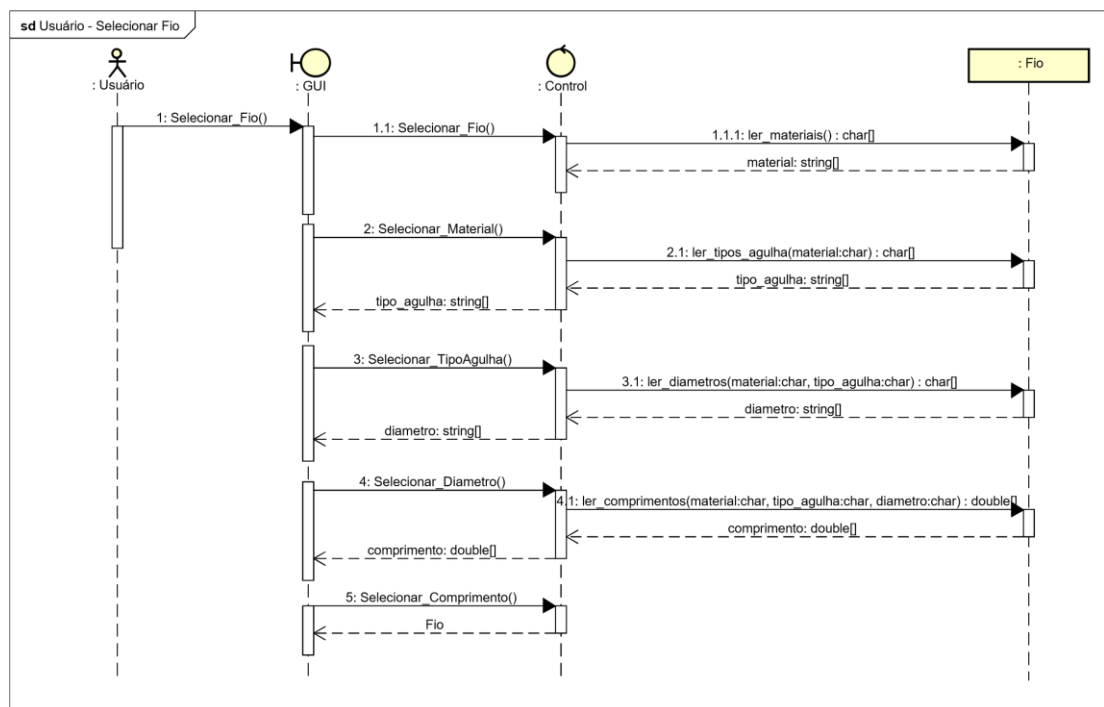 sd Usuário - Selecionar Fio
: Usuário
: GUI
: Control
: Fio
1: Selecionar_Fio()
1.1: Selecionar_Fio()
1.1.1: ler_materiais() : char[]
material: string[]
2: Selecionar_Material()
2.1: ler_tipos_agulha(material:char) : char[]
tipo_agulha: string[]
tipo_agulha: string[]
3: Selecionar_TipoAgulha()
3.1: ler_diametros(material:char, tipo_agulha:char) : char[]
diametro: string[]
diametro: string[]
4: Selecionar_Diametro()
4.1: ler_comprimentos(material:char, tipo_agulha:char, diametro:char) : double[]
comprimento: double[]
comprimento: double[]
5: Selecionar_Comprimento()
Fio